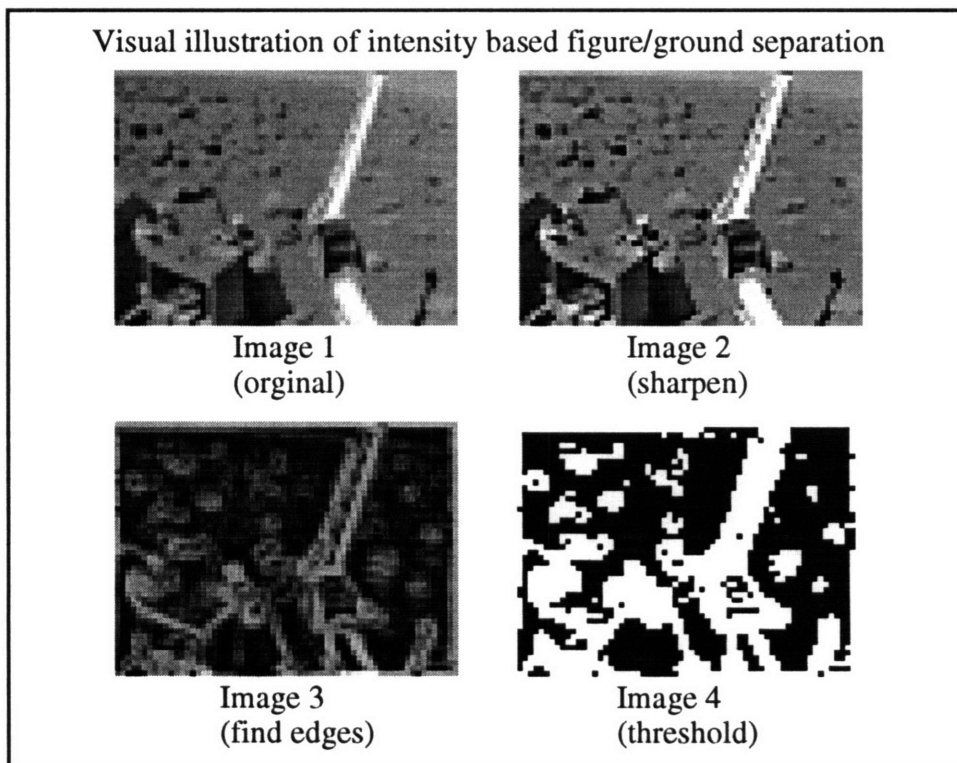 Visual illustration of intensity based figure/ground separation
Image 1
(orginal)
Image 2
(sharpen)
Image 3
(find edges)
Image 4
(threshold)